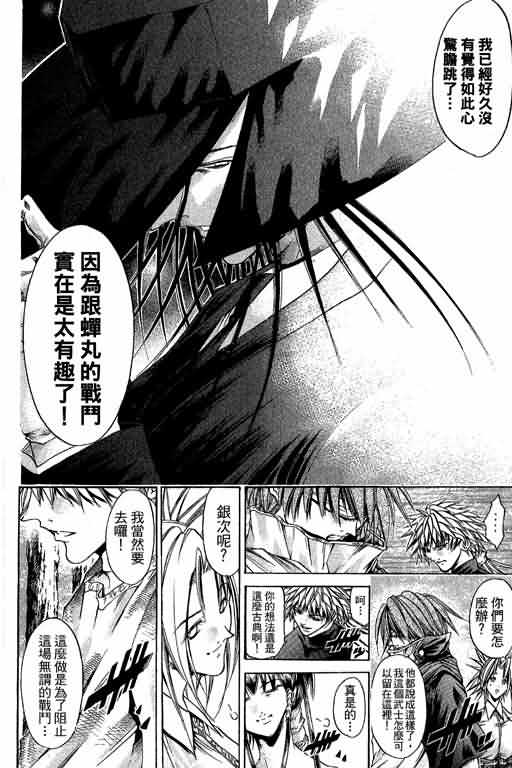 我已經好久沒
有覺得如此心
驚膽跳了…
因為跟蟬丸的戰鬥
實在是太有趣了！
…
你們要怎
麼辦？
他都說成這樣了，
我這個武士怎麼可
以留在這裡！
呵…
你的想法還是
這麼古典啊！
真是的…
銀次呢？
我當然要
去囉！
這麼做是為了阻止
這場無謂的戰鬥…